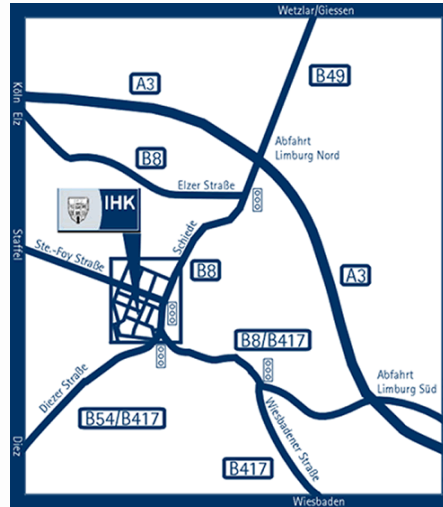 Wetzlar/Giessen
A3
B49
Köln
Elz
Abfahrt
Limburg Nord
B8
Elzer Straße
IHK
Schiede
Staffel
Ste.-Foy Straße
B8
A3
B8/B417
Abfahrt
Limburg Süd
Diezer Straße
B54/B417
Wiesbadener Straße
Diez
B417
Wiesbaden